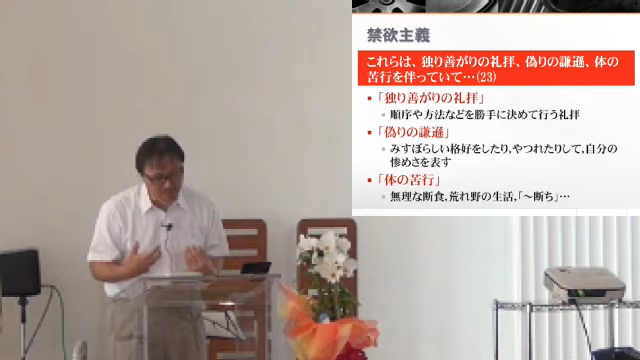 禁欲主義
これらは、独り善がりの礼拝、偽りの謙遜、体の
苦行を伴っていて…(23)
▪「独り善がりの礼拝」
▪ 順序や方法などを勝手に決めて行う礼拝
▪「偽りの謙遜」
▪ みすぼらしい格好をしたり,やつれたりして,自分の
惨めさを表す
▪「体の苦行」
▪ 無理な断食,荒れ野の生活,「～断ち」…